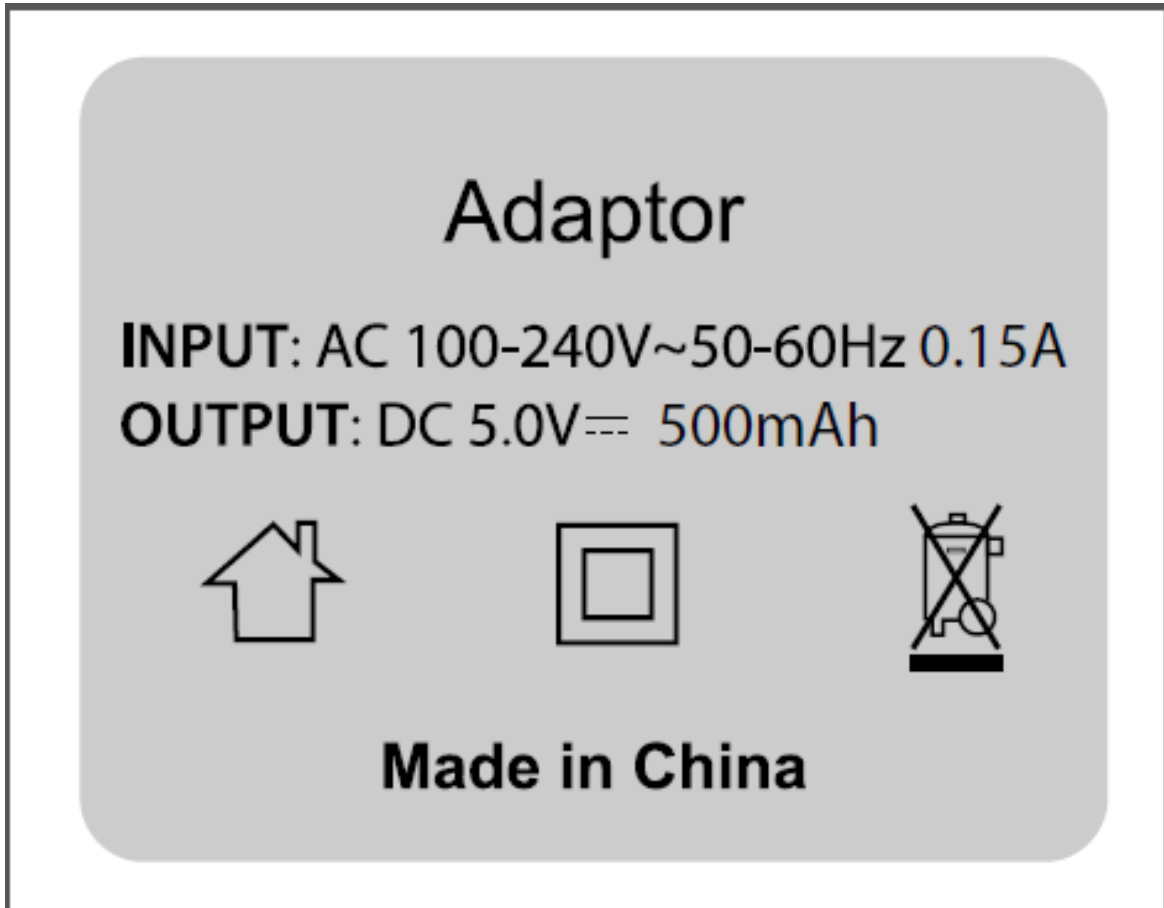 Adaptor
INPUT: AC 100-240V~50-60Hz 0.15A
OUTPUT: DC 5.0V⎓ 500mAh
Made in China